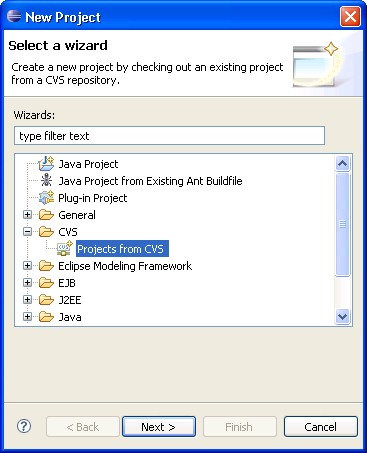 New Project
Select a wizard
Create a new project by checking out an existing project
from a CVS repository.
Wizards:
type filter text
Java Project
Java Project from Existing Ant Buildfile
Plug-in Project
General
CVS
Projects from CVS
Eclipse Modeling Framework
EJB
J2EE
Java
? < Back Next > Finish Cancel